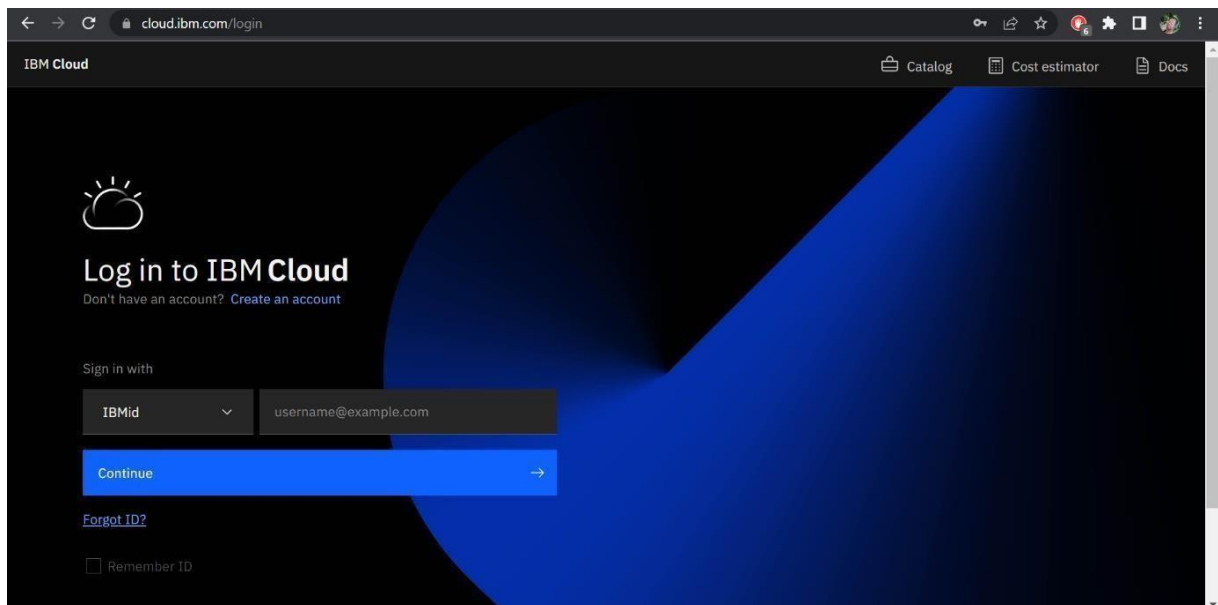 cloud.ibm.com/login
6
IBM Cloud Catalog Cost estimator Docs
Log in to IBM Cloud
Don't have an account? Create an account
Sign in with
IBMid username@example.com
Continue
Forgot ID?
Remember ID